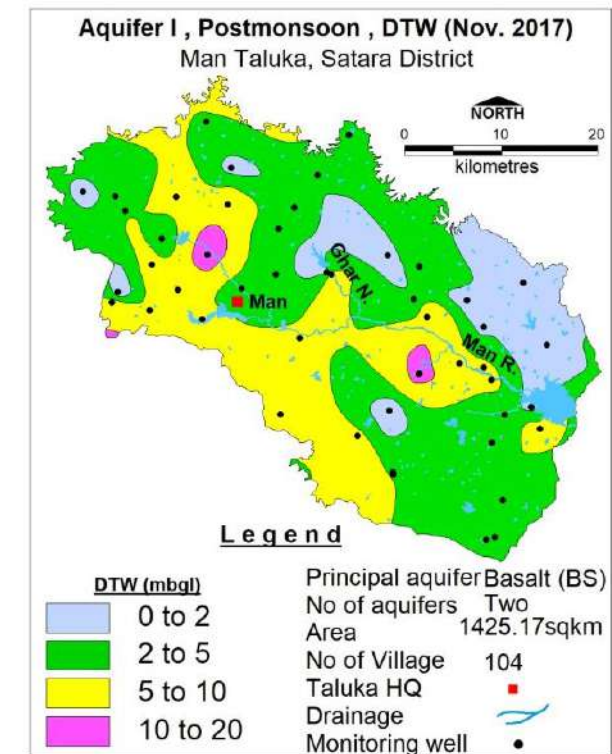 Aquifer I , Postmonsoon , DTW (Nov. 2017)
Man Taluka, Satara District
NORTH
0 10 20
kilometres
Ghar N.
Man
Man R.
Legend
DTW (mbgl)
0 to 2
2 to 5
5 to 10
10 to 20
Principal aquifer Basalt (BS)
No of aquifers Two
Area 1425.17sqkm
No of Village 104
Taluka HQ
Drainage
Monitoring well